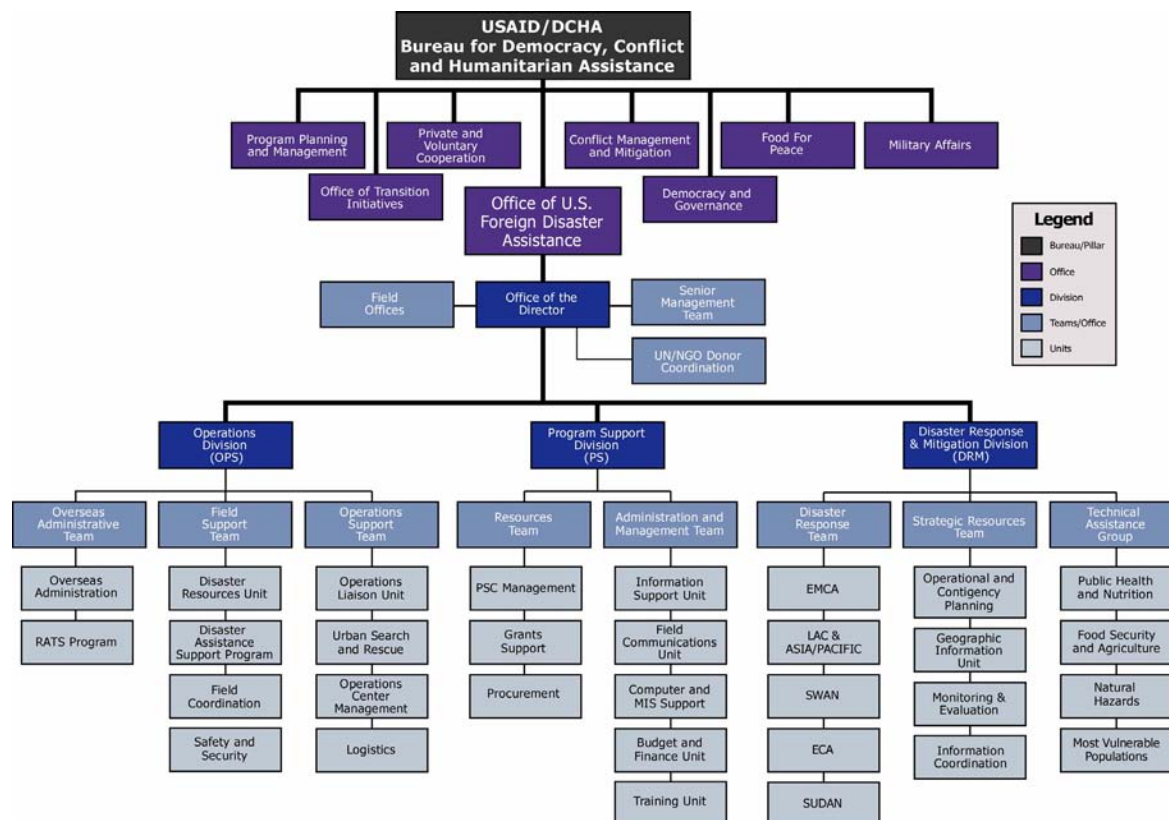 USAID/DCHA
Bureau for Democracy, Conflict
and Humanitarian Assistance
Program Planning
and Management
Private and
Voluntary
Cooperation
Conflict Management
and Mitigation
Food For
Peace
Military Affairs
Office of Transition
Initiatives
Office of U.S.
Foreign Disaster
Assistance
Democracy and
Governance
Legend
Bureau/Pillar
Office
Division
Teams/Office
Units
Field
Offices
Office of the
Director
Senior
Management
Team
UN/NGO Donor
Coordination
Operations
Division
(OPS)
Program Support
Division
(PS)
Disaster Response
& Mitigation Division
(DRM)
Overseas
Administrative
Team
Field
Support
Team
Operations
Support
Team
Resources
Team
Administration and
Management Team
Disaster
Response
Team
Strategic Resources
Team
Technical
Assistance
Group
Overseas
Administration
RATS Program
Disaster
Resources Unit
Disaster
Assistance
Support Program
Field
Coordination
Safety and
Security
Operations
Liaison Unit
Urban Search
and Rescue
Operations
Center
Management
Logistics
PSC Management
Grants
Support
Procurement
Information
Support Unit
Field
Communications
Unit
Computer and
MIS Support
Budget and
Finance Unit
Training Unit
EMCA
LAC &
ASIA/PACIFIC
SWAN
ECA
SUDAN
Operational and
Contigency
Planning
Geographic
Information
Unit
Monitoring &
Evaluation
Information
Coordination
Public Health
and Nutrition
Food Security
and Agriculture
Natural
Hazards
Most Vulnerable
Populations